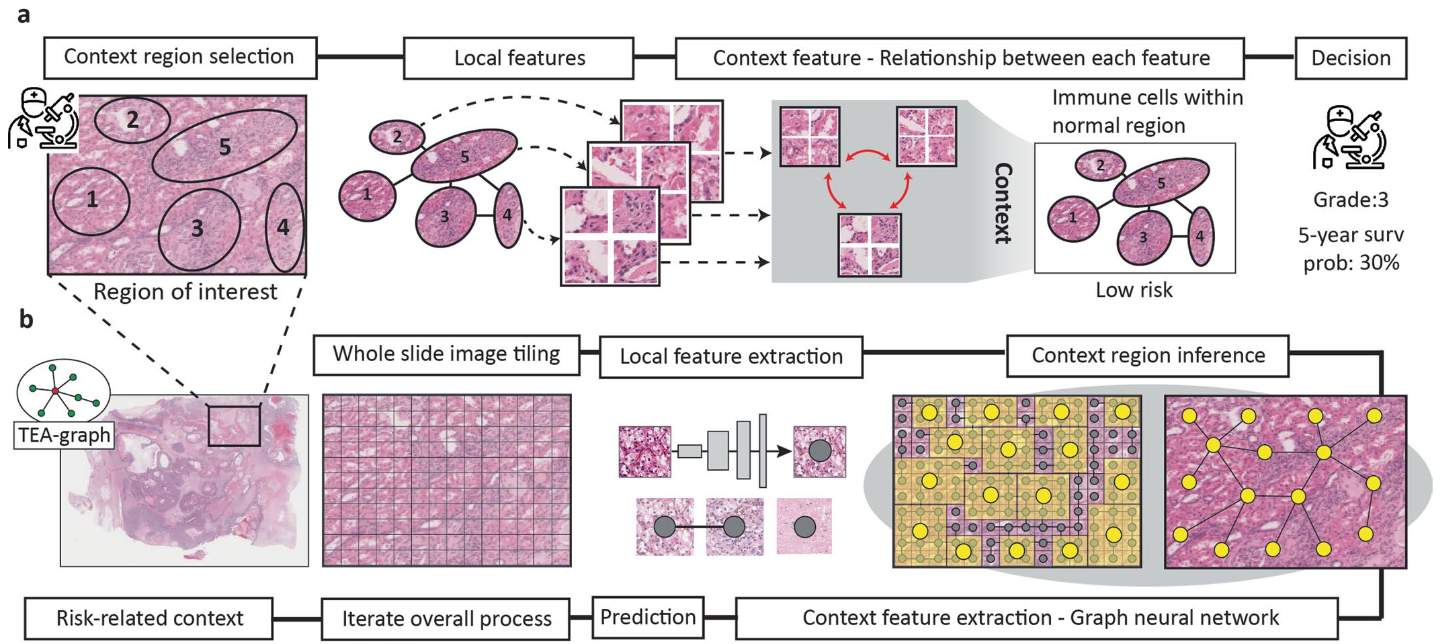 a
Context region selection
Local features
Context feature - Relationship between each feature
Decision
2
5
1
3
4
Region of interest
2
5
1
3
4
Context
Immune cells within
normal region
2
5
1
3
4
Low risk
Grade:3
5-year surv
prob: 30%
b
Whole slide image tiling
Local feature extraction
Context region inference
TEA-graph
Risk-related context
Iterate overall process
Prediction
Context feature extraction - Graph neural network